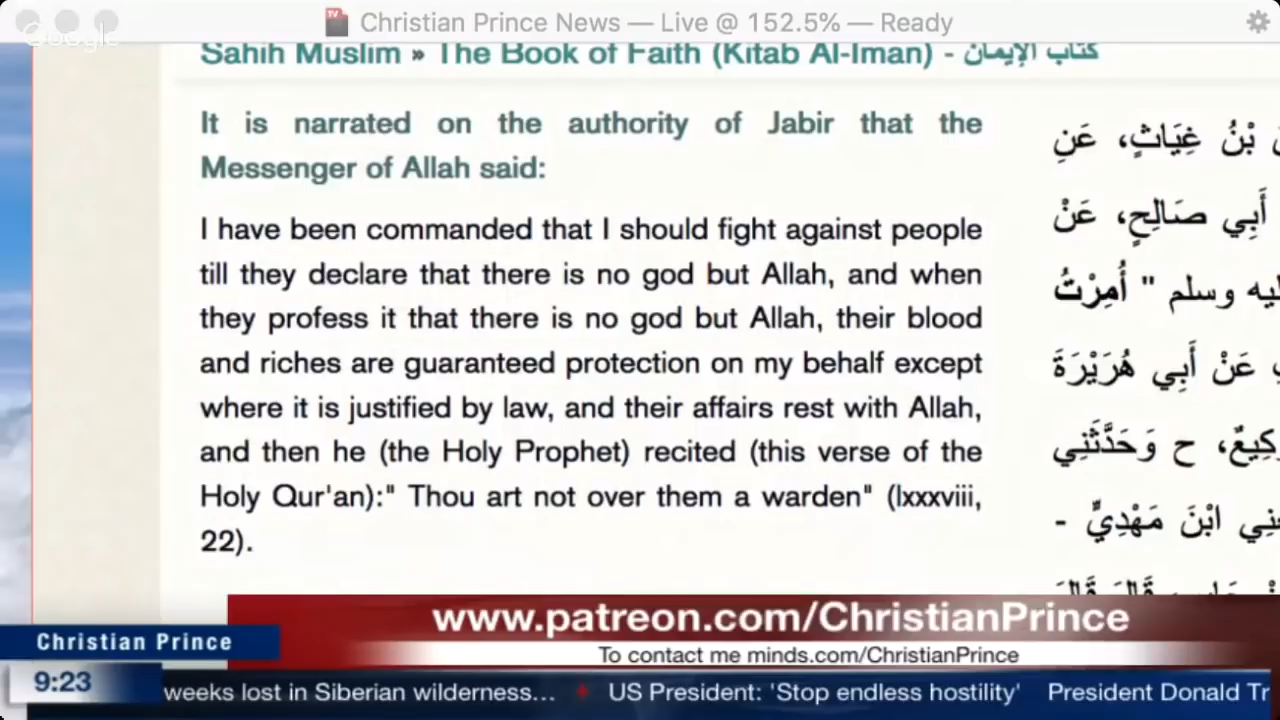 Christian Prince News — Live @ 152.5% — Ready
Google
Sahih Muslim » The Book of Faith (Kitab Al-Iman) - كتاب الإيمان
It is narrated on the authority of Jabir that the
Messenger of Allah said:
I have been commanded that I should fight against people
till they declare that there is no god but Allah, and when
they profess it that there is no god but Allah, their blood
and riches are guaranteed protection on my behalf except
where it is justified by law, and their affairs rest with Allah,
and then he (the Holy Prophet) recited (this verse of the
Holy Qur'an):" Thou art not over them a warden" (lxxxviii,
22).
بْنُ غِيَاثٍ، عَنِ
أَبِي صَالِحٍ، عَنْ
وسلم " أُمِرْتُ
عَنْ أَبِي هُرَيْرَةَ
ح وَحَدَّثَنِي
ابْنَ مَهْدِيٍّ -
قَالَ قَالَ
www.patreon.com/ChristianPrince
To contact me minds.com/ChristianPrince
Christian Prince
9:23
weeks lost in Siberian wilderness... US President: 'Stop endless hostility' President Donald Tr